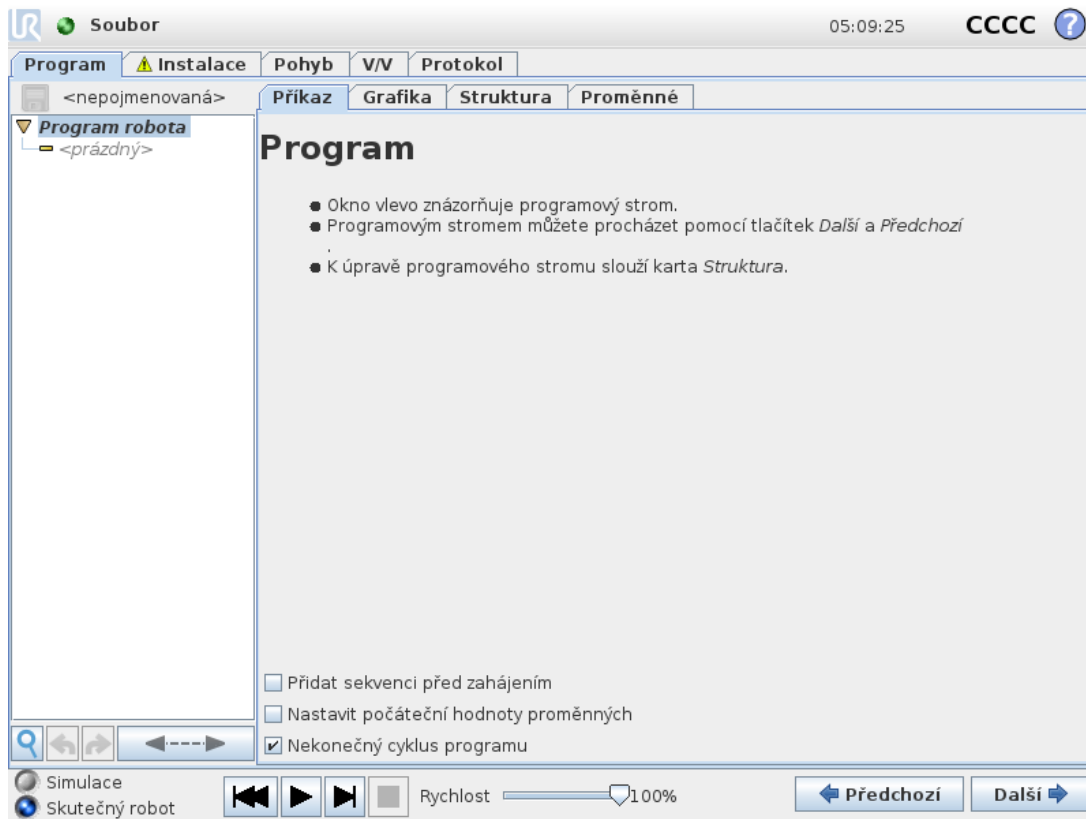 UR Soubor 05:09:25 CCCC ?
Program Instalace Pohyb V/V Protokol
<nepojmenovaná> Příkaz Grafika Struktura Proměnné
Program robota
<prázdný>
Program
Okno vlevo znázorňuje programový strom.
Programovým stromem můžete procházet pomocí tlačítek Další a Předchozí
.
K úpravě programového stromu slouží karta Struktura.
Přidat sekvenci před zahájením
Nastavit počáteční hodnoty proměnných
Nekonečný cyklus programu
Simulace
Skutečný robot
Rychlost 100%
Předchozí Další